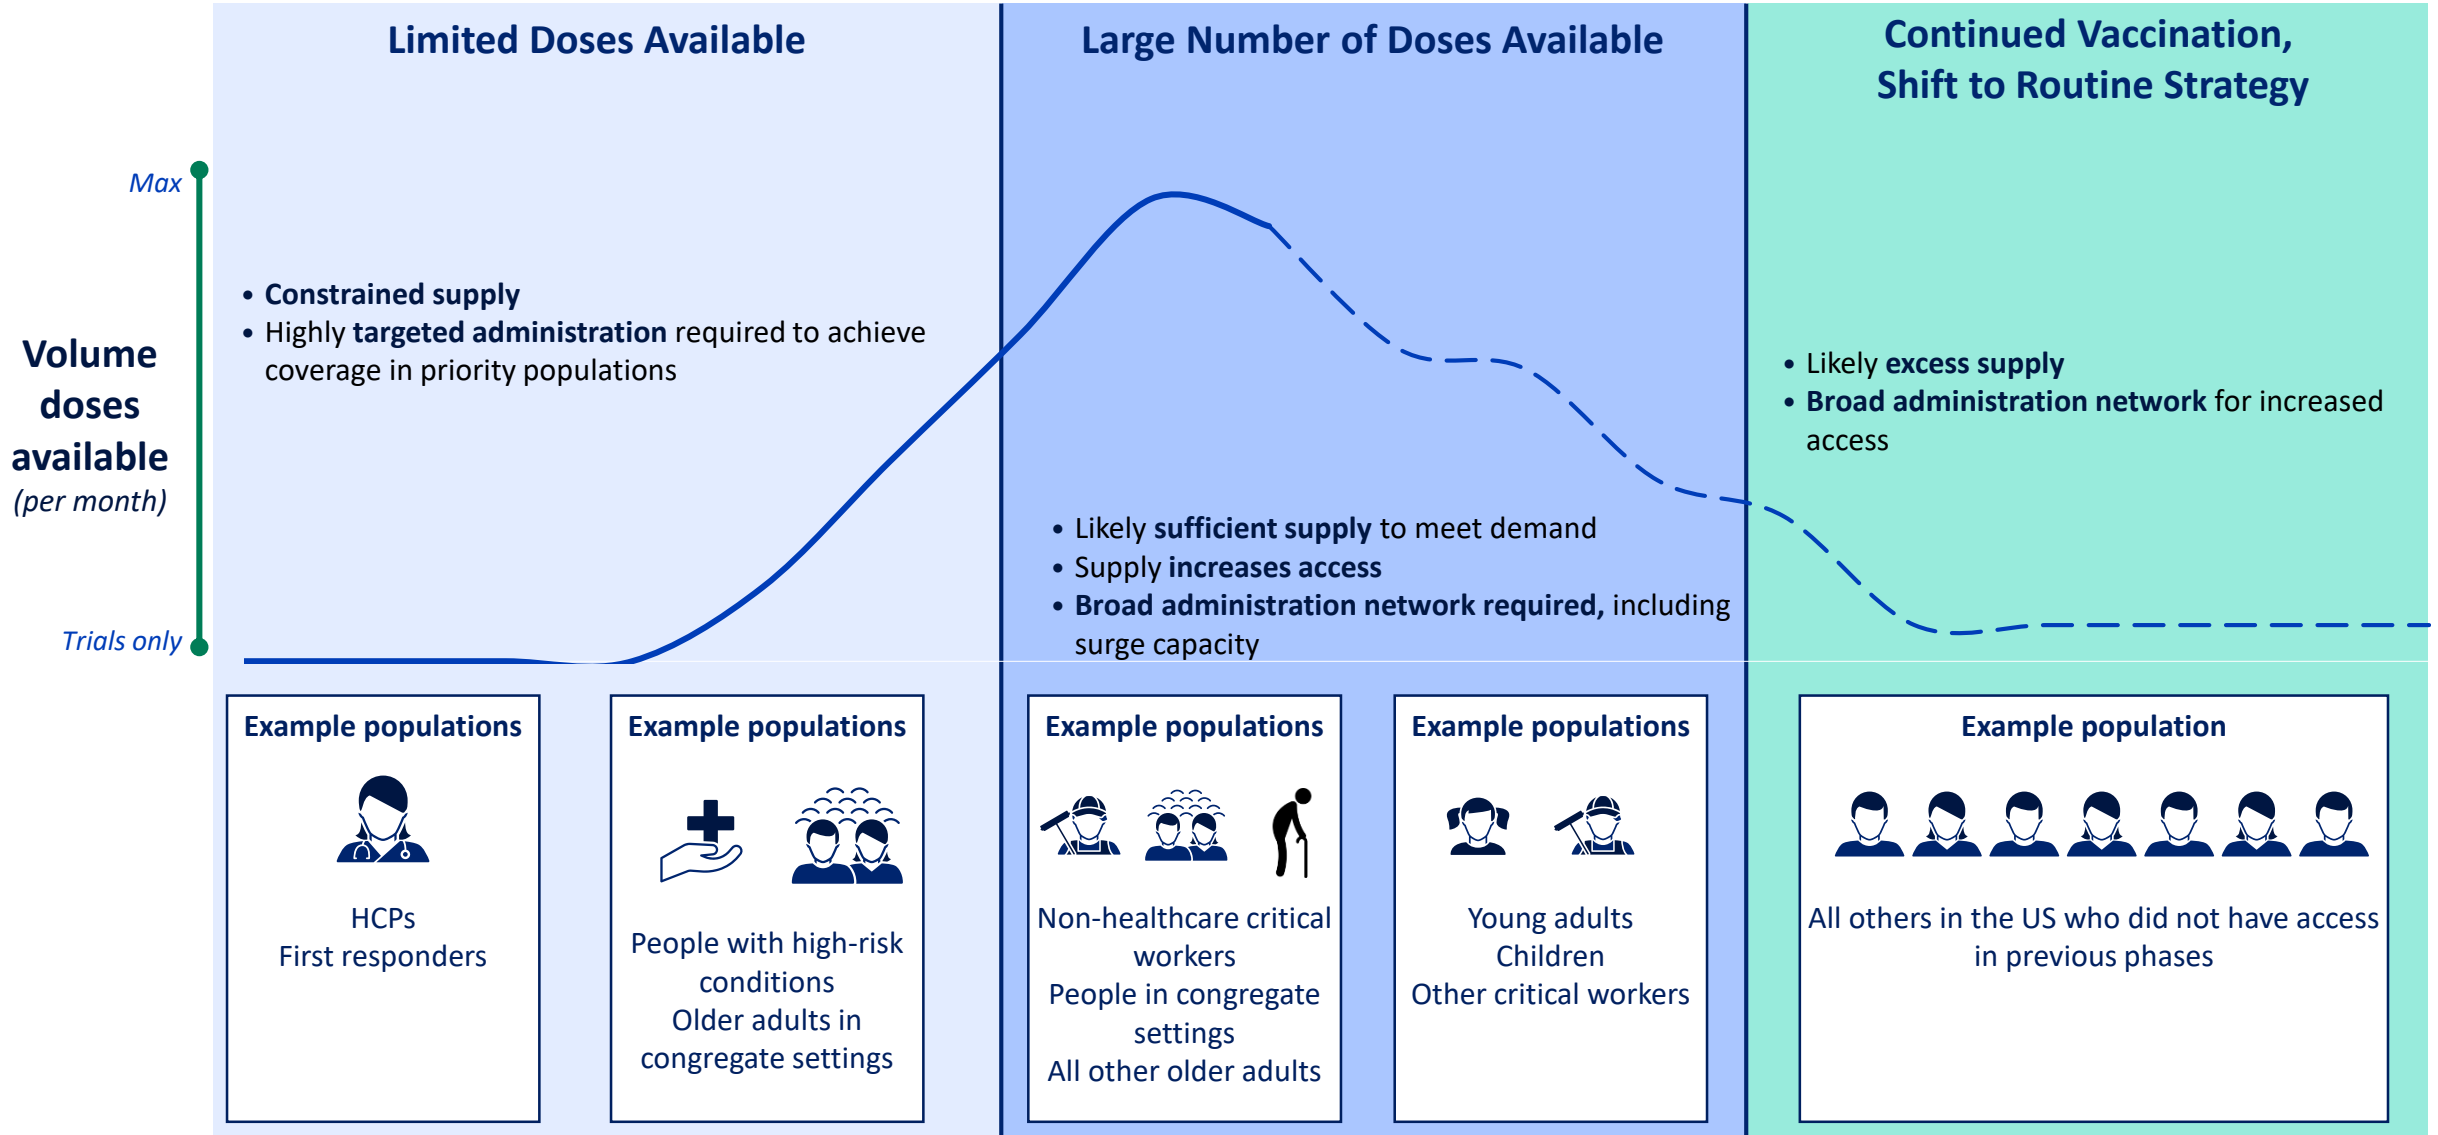 Limited Doses Available
Large Number of Doses Available
Continued Vaccination,
Shift to Routine Strategy
Max
Volume
doses
available
(per month)
Trials only
• Constrained supply
• Highly targeted administration required to achieve
coverage in priority populations
• Likely sufficient supply to meet demand
• Supply increases access
• Broad administration network required, including
surge capacity
• Likely excess supply
• Broad administration network for increased
access
Example populations
HCPs
First responders
Example populations
People with high-risk
conditions
Older adults in
congregate settings
Example populations
Non-healthcare critical
workers
People in congregate
settings
All other older adults
Example populations
Young adults
Children
Other critical workers
Example population
All others in the US who did not have access
in previous phases